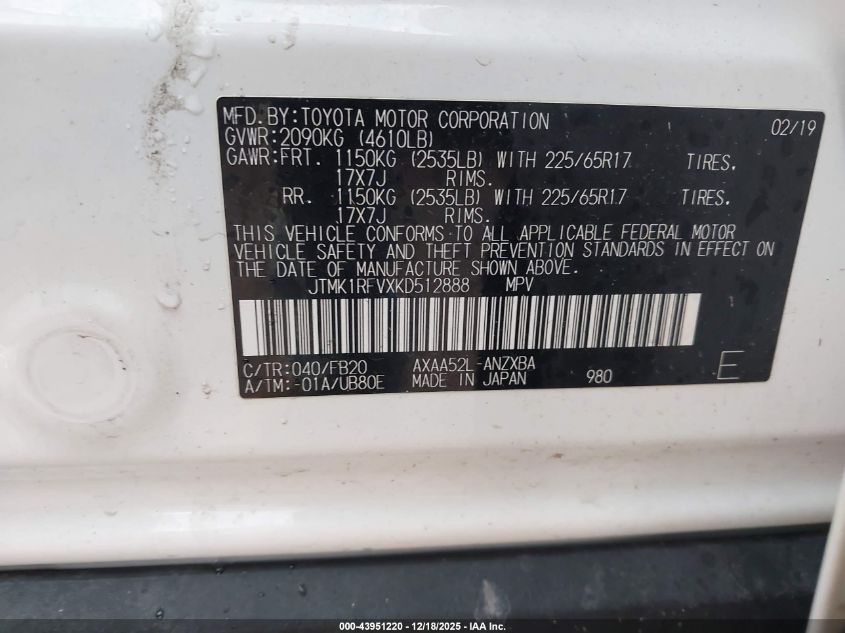 MFD.BY:TOYOTA MOTOR CORPORATION 02/19
GVWR:2090KG (4610LB)
GAWR:FRT. 1150KG (2535LB) WITH 225/65R17 TIRES,
17X7J RIMS.
RR. 1150KG (2535LB) WITH 225/65R17 TIRES,
17X7J RIMS.
THIS VEHICLE CONFORMS TO ALL APPLICABLE FEDERAL MOTOR
VEHICLE SAFETY AND THEFT PREVENTION STANDARDS IN EFFECT ON
THE DATE OF MANUFACTURE SHOWN ABOVE.
JTMK1RFVXKD512888 MPV
C/TR:040/FB20 AXAA52L-ANZXBA
A/TM:-01A/UB80E MADE IN JAPAN 980 E
000-43951220 - 12/18/2025 - IAA Inc.